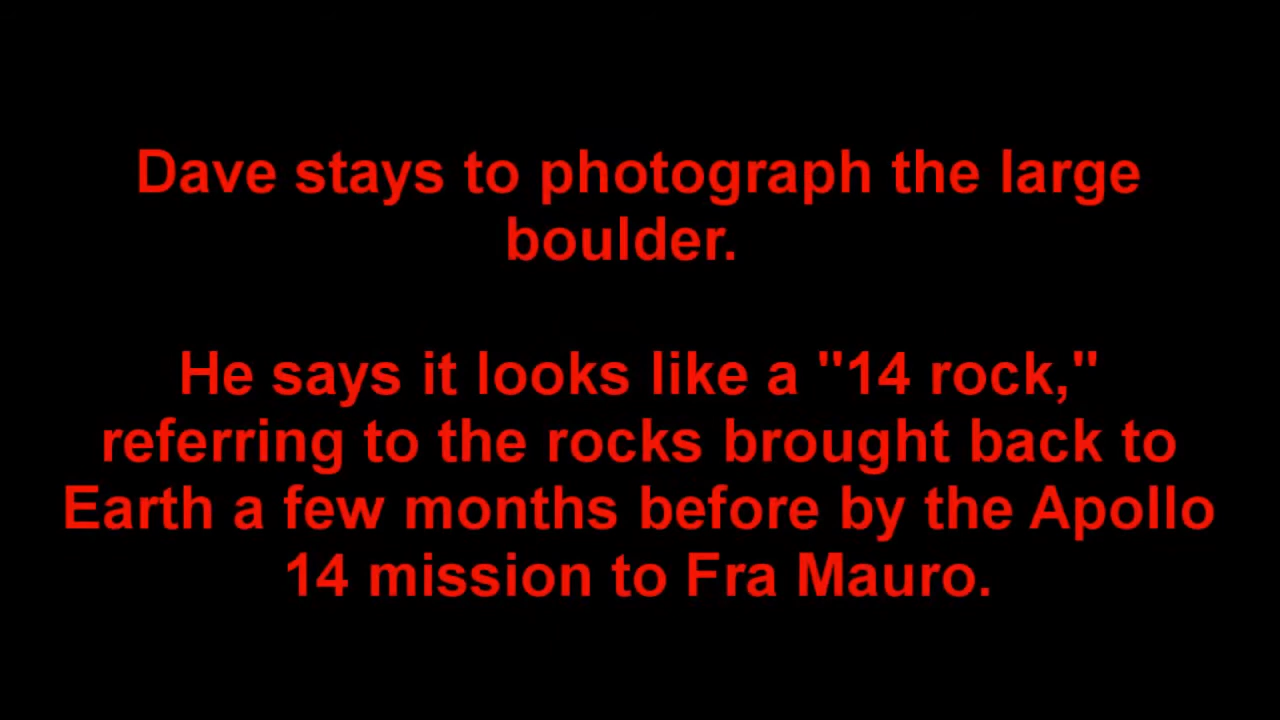 Dave stays to photograph the large
boulder.
He says it looks like a "14 rock,"
referring to the rocks brought back to
Earth a few months before by the Apollo
14 mission to Fra Mauro.